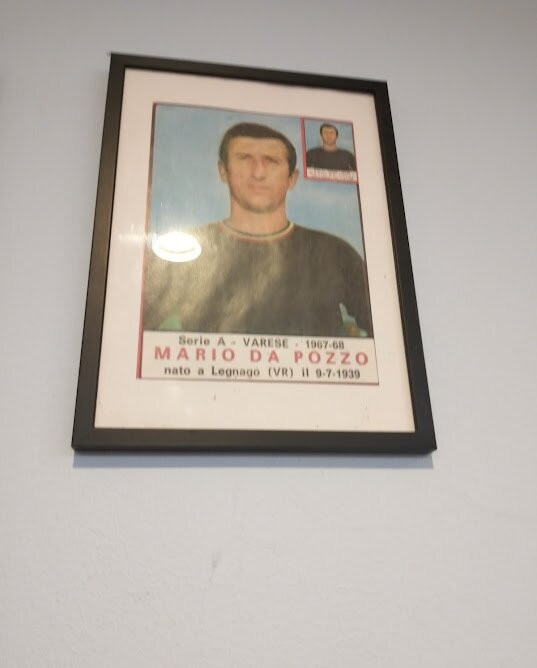 Serie A - VARESE - 1967-68
MARIO DA POZZO
nato a Legnago (VR) il 9-7-1939